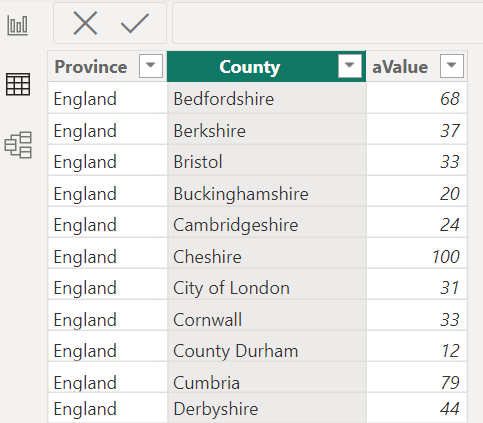 Province County aValue
England Bedfordshire 68
England Berkshire 37
England Bristol 33
England Buckinghamshire 20
England Cambridgeshire 24
England Cheshire 100
England City of London 31
England Cornwall 33
England County Durham 12
England Cumbria 79
England Derbyshire 44